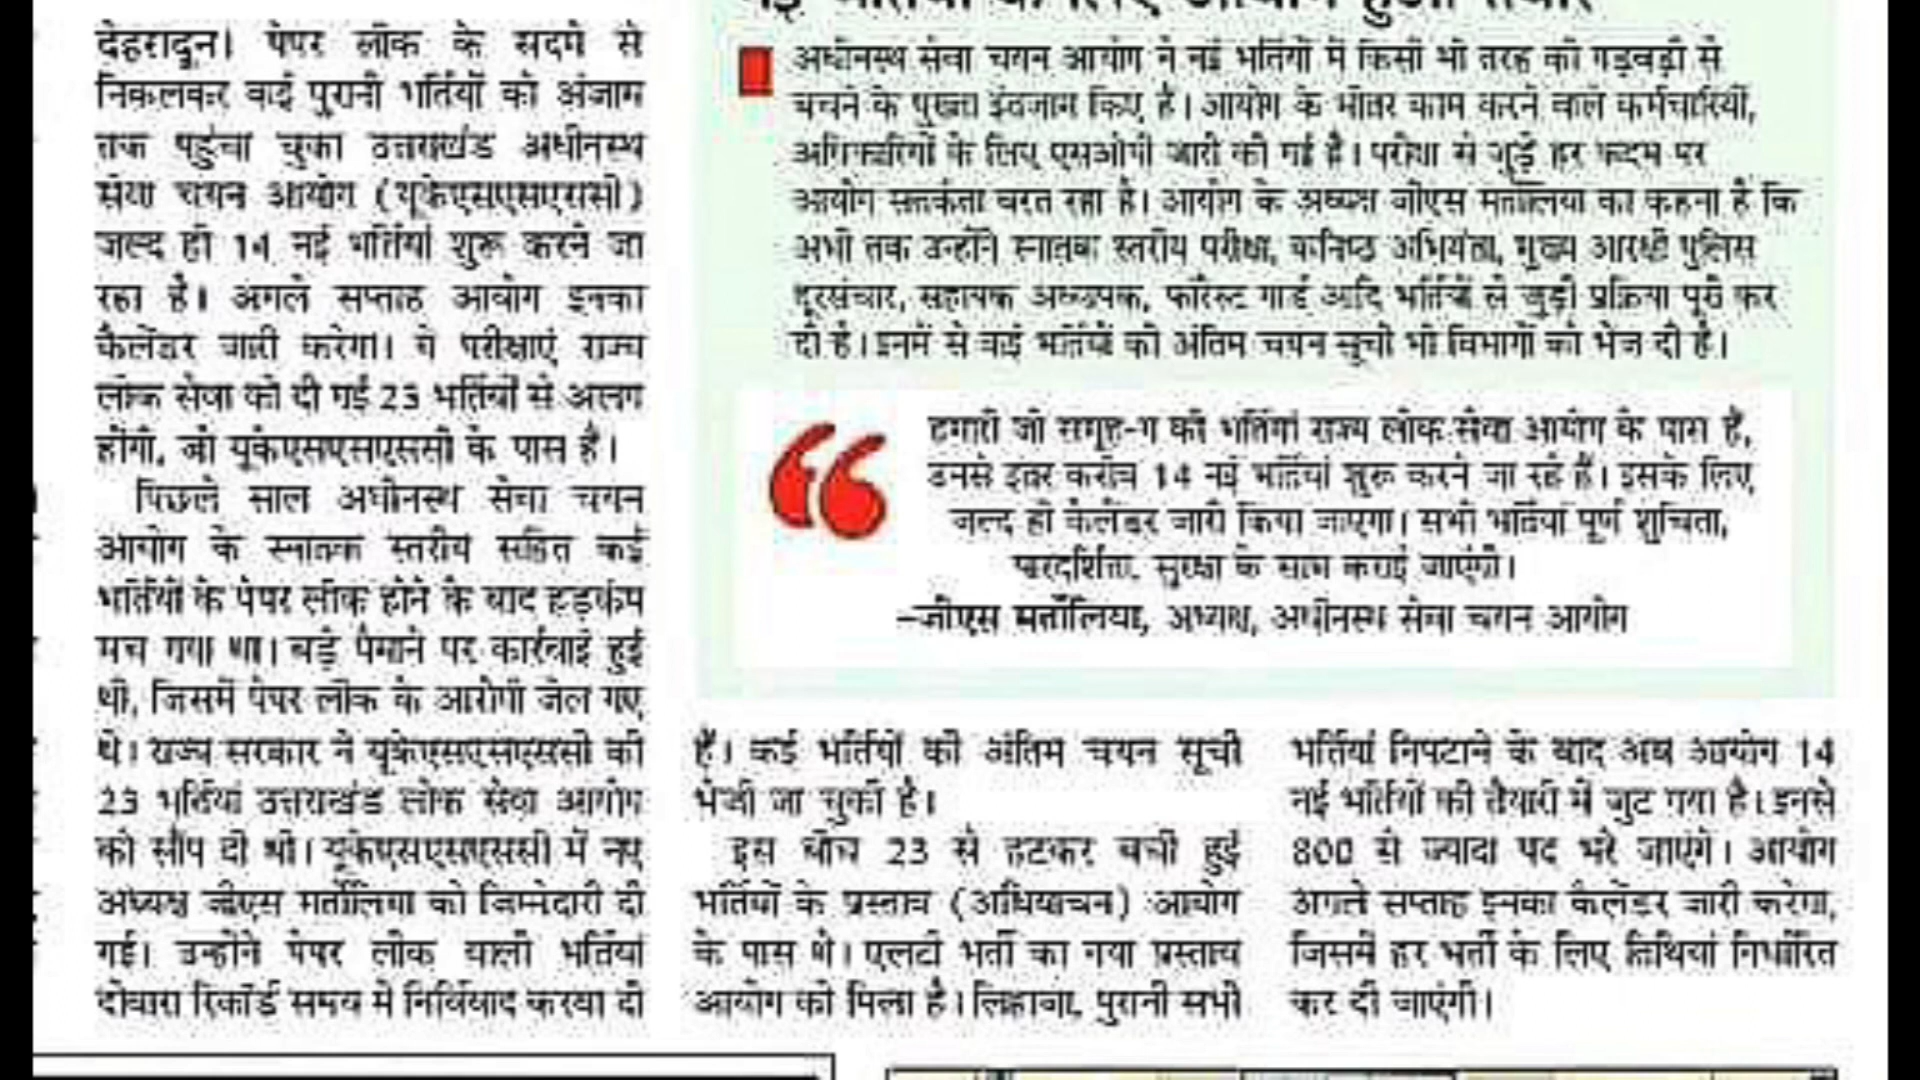 देहरादून। पेपर लीक के सदमे से
निकलकर कई पुरानी भर्तियों को अंजाम
तक पहुंचा चुका उत्तराखंड अधीनस्थ
सेवा चयन आयोग (यूकेएसएसएससी)
जल्द ही 14 नई भर्तियां शुरू करने जा
रहा है। अगले सप्ताह आयोग इनका
कैलेंडर जारी करेगा। ये परीक्षाएं राज्य
लोक सेवा को दी गई 23 भर्तियों से अलग
होंगी, जो यूकेएसएसएससी के पास है।
पिछले साल अधीनस्थ सेवा चयन
आयोग के स्नातक स्तरीय सहित कई
भर्तियों के पेपर लीक होने के बाद हड़कंप
मच गया था। बड़े पैमाने पर कार्रवाई हुई
थी, जिसमें पेपर लीक के आरोपी जेल गए
थे। राज्य सरकार ने यूकेएसएसएससी की
23 भर्तियां उत्तराखंड लोक सेवा आयोग
को सौंप दी थी। यूकेएसएसएससी में नए
अध्यक्ष जीएस मर्तोलिया को जिम्मेदारी दी
गई। उन्होंने पेपर लीक वाली भर्तियां
दोबारा रिकॉर्ड समय में निर्विवाद करवा दी
नई भर्तियों के लिए आयोग हुआ तैयार
अधीनस्थ सेवा चयन आयोग ने नई भर्तियों में किसी भी तरह की गड़बड़ी से
बचने के पुख्ता इंतजाम किए हैं। आयोग के भीतर काम करने वाले कर्मचारियों,
अधिकारियों के लिए एसओपी जारी की गई है। परीक्षा से जुड़े हर कदम पर
आयोग सतर्कता बरत रहा है। आयोग के अध्यक्ष जीएस मर्तोलिया का कहना है कि
अभी तक उन्होंने स्नातक स्तरीय परीक्षा, कनिष्ठ अभियंता, मुख्य आरक्षी पुलिस
दूरसंचार, सहायक अध्यापक, फॉरेस्ट गार्ड आदि भर्तियों से जुड़ी प्रक्रिया पूरी कर
दी है। इनमें से कई भर्तियों की अंतिम चयन सूची भी विभागों को भेज दी है।
हमारी जो समूह-ग की भर्तियां राज्य लोक सेवा आयोग के पास हैं,
उनसे इतर करीब 14 नई भर्तियां शुरू करने जा रहे हैं। इसके लिए
जल्द ही कैलेंडर जारी किया जाएगा। सभी भर्तियां पूर्ण शुचिता,
पारदर्शिता, सुरक्षा के साथ कराई जाएंगी।
–जीएस मर्तोलिया, अध्यक्ष, अधीनस्थ सेवा चयन आयोग
हैं। कई भर्तियों की अंतिम चयन सूची
भेजी जा चुकी है।
इस बीच 23 से हटकर बची हुई
भर्तियों के प्रस्ताव (अधियाचन) आयोग
के पास थे। एलटी भर्ती का नया प्रस्ताव
आयोग को मिला है। लिहाजा, पुरानी सभी
भर्तियां निपटाने के बाद अब आयोग 14
नई भर्तियों की तैयारी में जुट गया है। इनसे
800 से ज्यादा पद भरे जाएंगे। आयोग
अगले सप्ताह इनका कैलेंडर जारी करेगा,
जिसमें हर भर्ती के लिए तिथियां निर्धारित
कर दी जाएंगी।